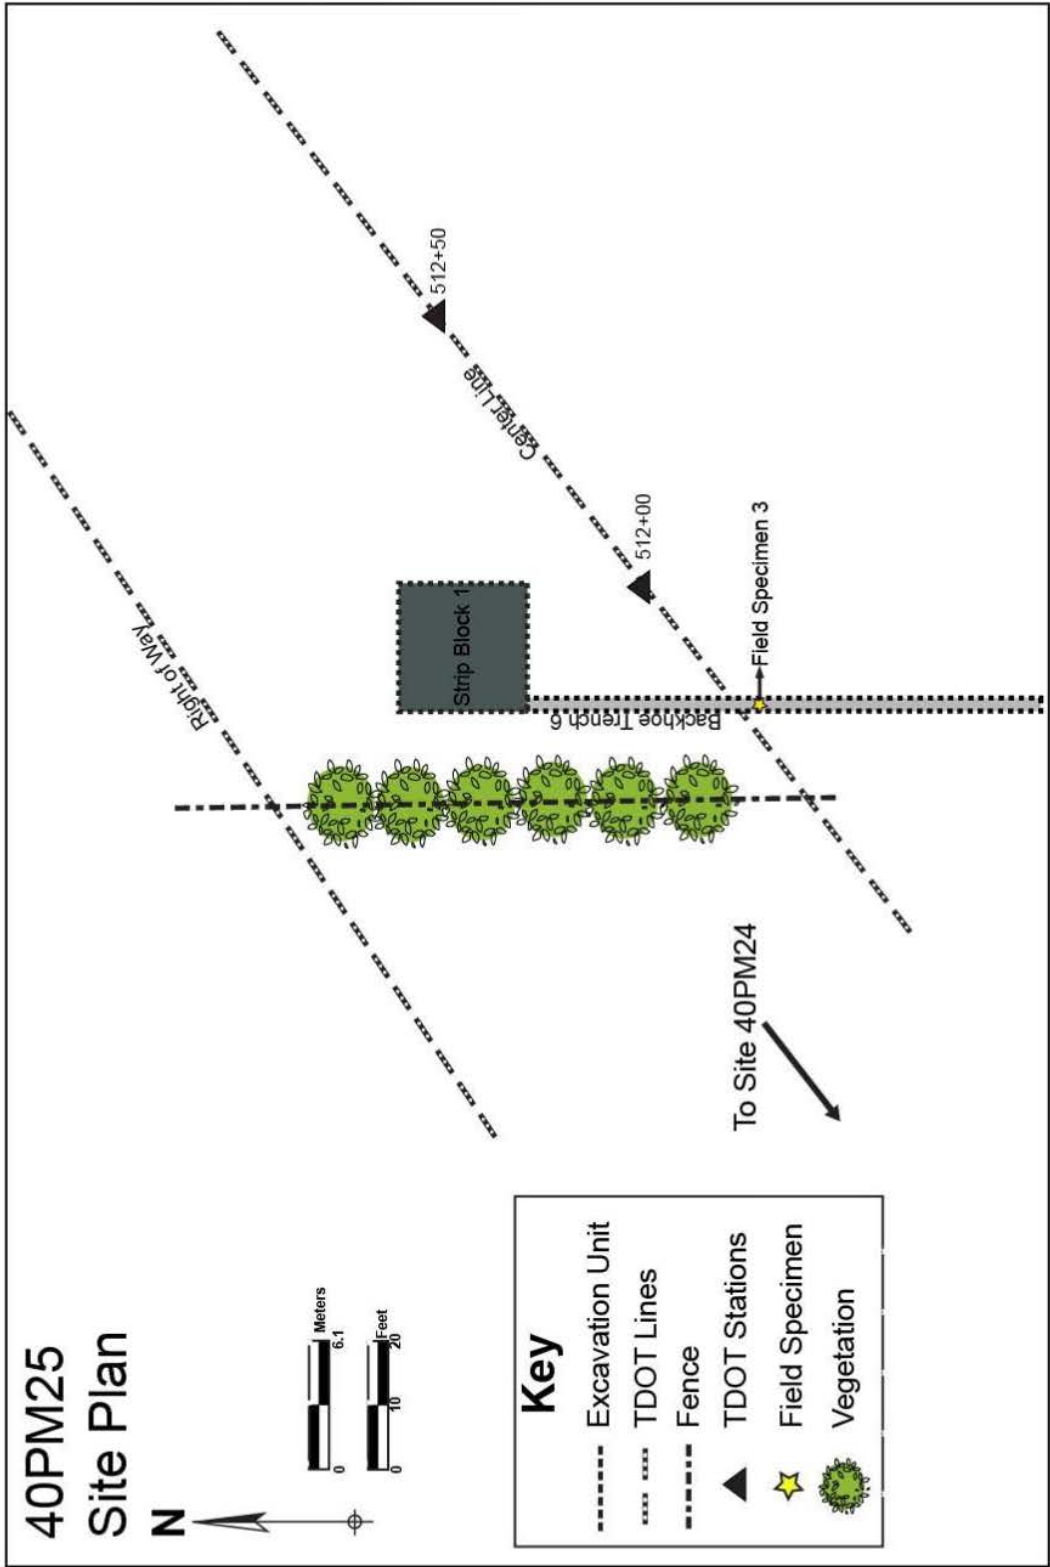 40PM25
Site Plan
N
Meters
0
6.1
Feet
0
10
20
Key
Excavation Unit
TDOT Lines
Fence
TDOT Stations
Field Specimen
Vegetation
To Site 40PM24
Right of Way
Center Line
512+50
512+00
Strip Block 1
Backhoe Trench 6
Field Specimen 3